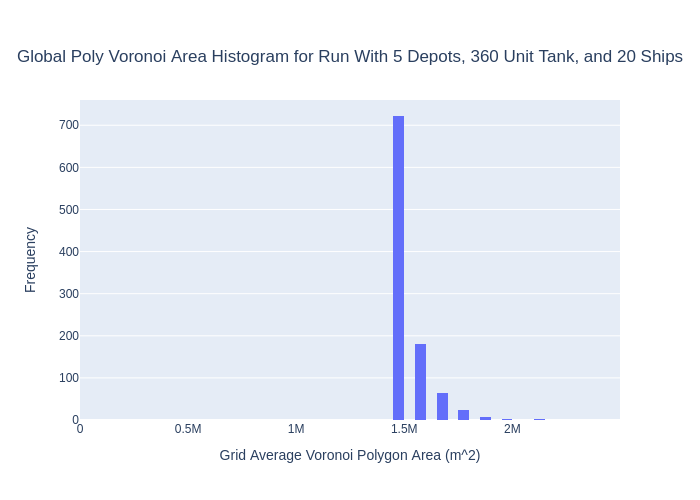 Global Poly Voronoi Area Histogram for Run With 5 Depots, 360 Unit Tank, and 20 Ships
700
600
500
400
300
200
100
0
Frequency
0 0.5M 1M 1.5M 2M
Grid Average Voronoi Polygon Area (m^2)